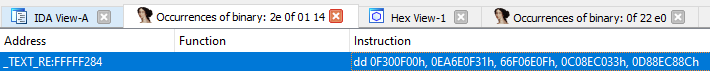 IDA View-A Occurrences of binary: 2e 0f 01 14 Hex View-1 Occurrences of binary: 0f 22 e0
Address Function Instruction
_TEXT_RE:FFFFF284 dd 0F300F00h, 0EA6E0F31h, 66F06E0Fh, 0C08EC033h, 0D88EC88Ch